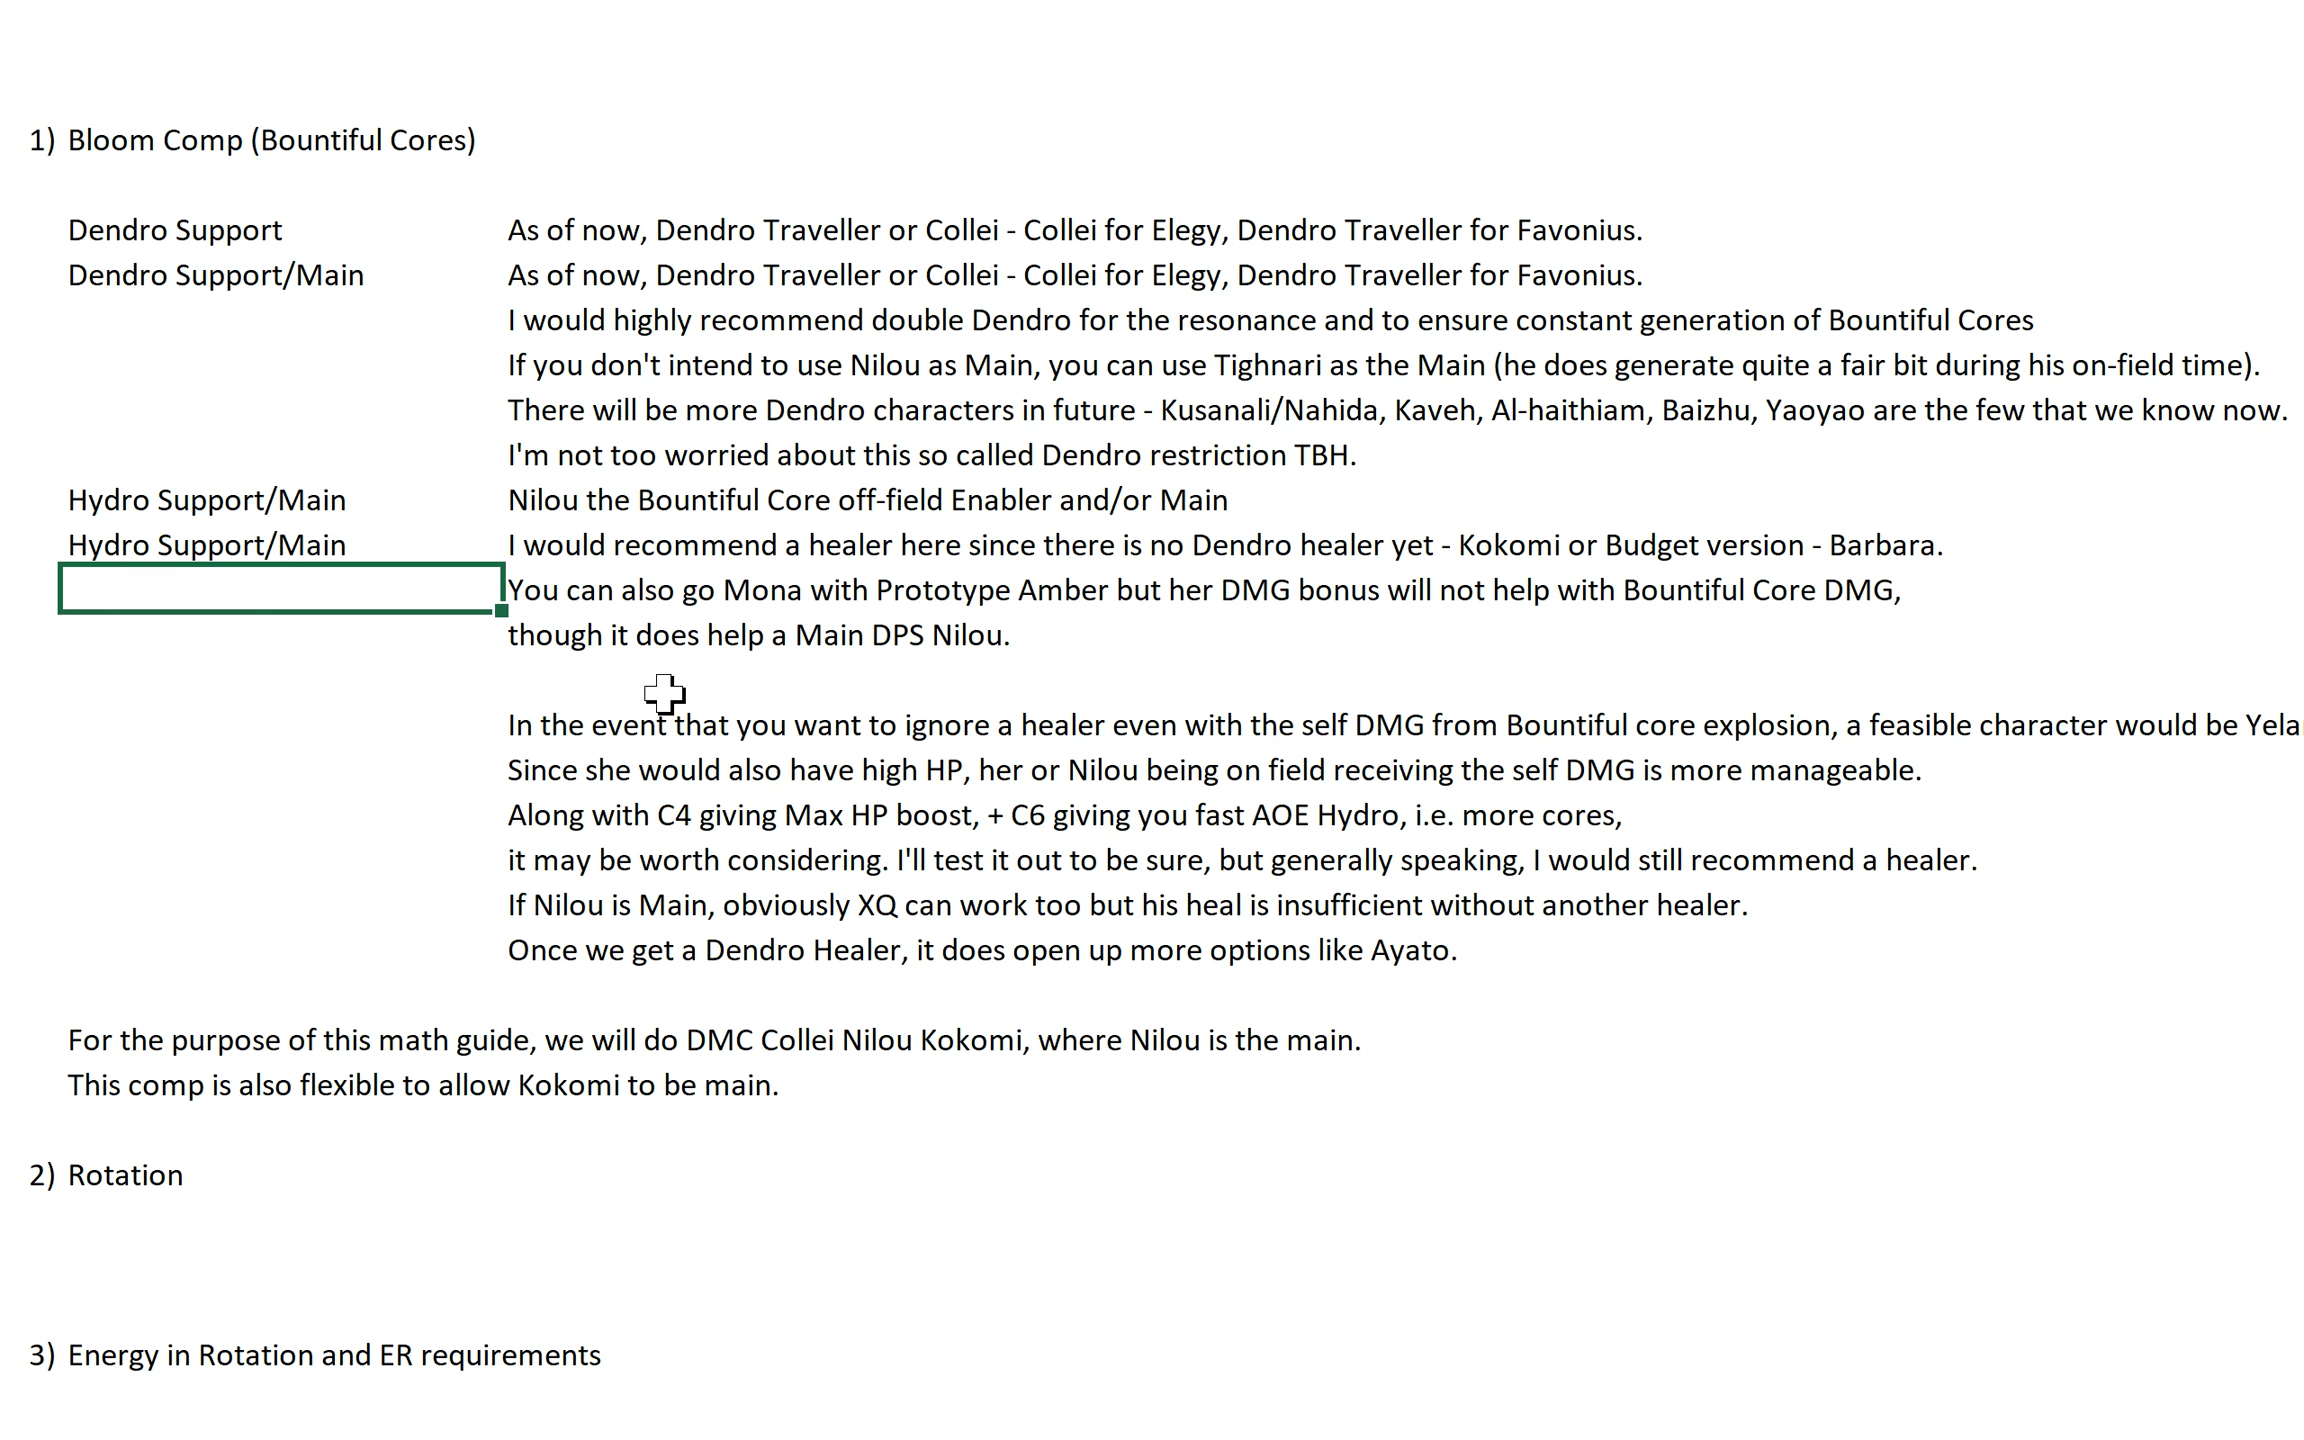 1) Bloom Comp (Bountiful Cores)
Dendro Support As of now, Dendro Traveller or Collei - Collei for Elegy, Dendro Traveller for Favonius.
Dendro Support/Main As of now, Dendro Traveller or Collei - Collei for Elegy, Dendro Traveller for Favonius.
I would highly recommend double Dendro for the resonance and to ensure constant generation of Bountiful Cores
If you don't intend to use Nilou as Main, you can use Tighnari as the Main (he does generate quite a fair bit during his on-field time).
There will be more Dendro characters in future - Kusanali/Nahida, Kaveh, Al-haithiam, Baizhu, Yaoyao are the few that we know now.
I'm not too worried about this so called Dendro restriction TBH.
Hydro Support/Main Nilou the Bountiful Core off-field Enabler and/or Main
Hydro Support/Main I would recommend a healer here since there is no Dendro healer yet - Kokomi or Budget version - Barbara.
You can also go Mona with Prototype Amber but her DMG bonus will not help with Bountiful Core DMG,
though it does help a Main DPS Nilou.
In the event that you want to ignore a healer even with the self DMG from Bountiful core explosion, a feasible character would be
Since she would also have high HP, her or Nilou being on field receiving the self DMG is more manageable.
Along with C4 giving Max HP boost, + C6 giving you fast AOE Hydro, i.e. more cores,
it may be worth considering. I'll test it out to be sure, but generally speaking, I would still recommend a healer.
If Nilou is Main, obviously XQ can work too but his heal is insufficient without another healer.
Once we get a Dendro Healer, it does open up more options like Ayato.
For the purpose of this math guide, we will do DMC Collei Nilou Kokomi, where Nilou is the main.
This comp is also flexible to allow Kokomi to be main.
2) Rotation
3) Energy in Rotation and ER requirements